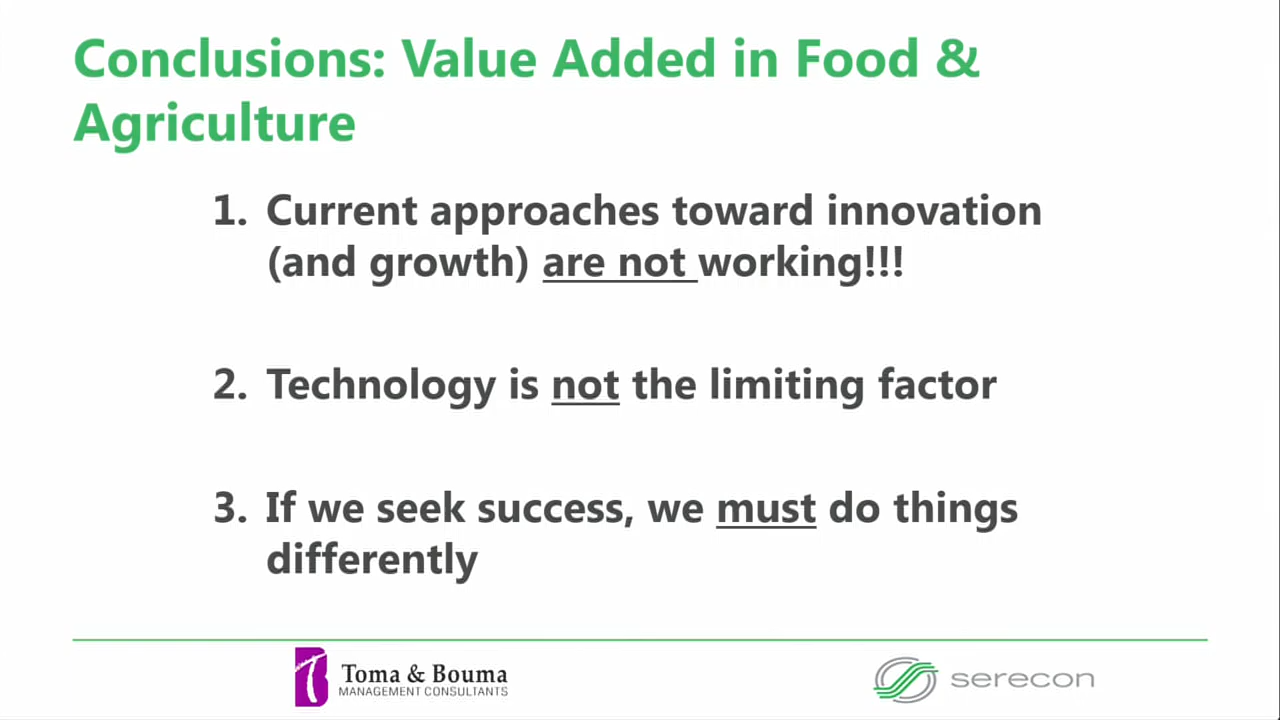 Conclusions: Value Added in Food &
Agriculture
1. Current approaches toward innovation
(and growth) are not working!!!
2. Technology is not the limiting factor
3. If we seek success, we must do things
differently
Toma & Bouma
MANAGEMENT CONSULTANTS
serecon